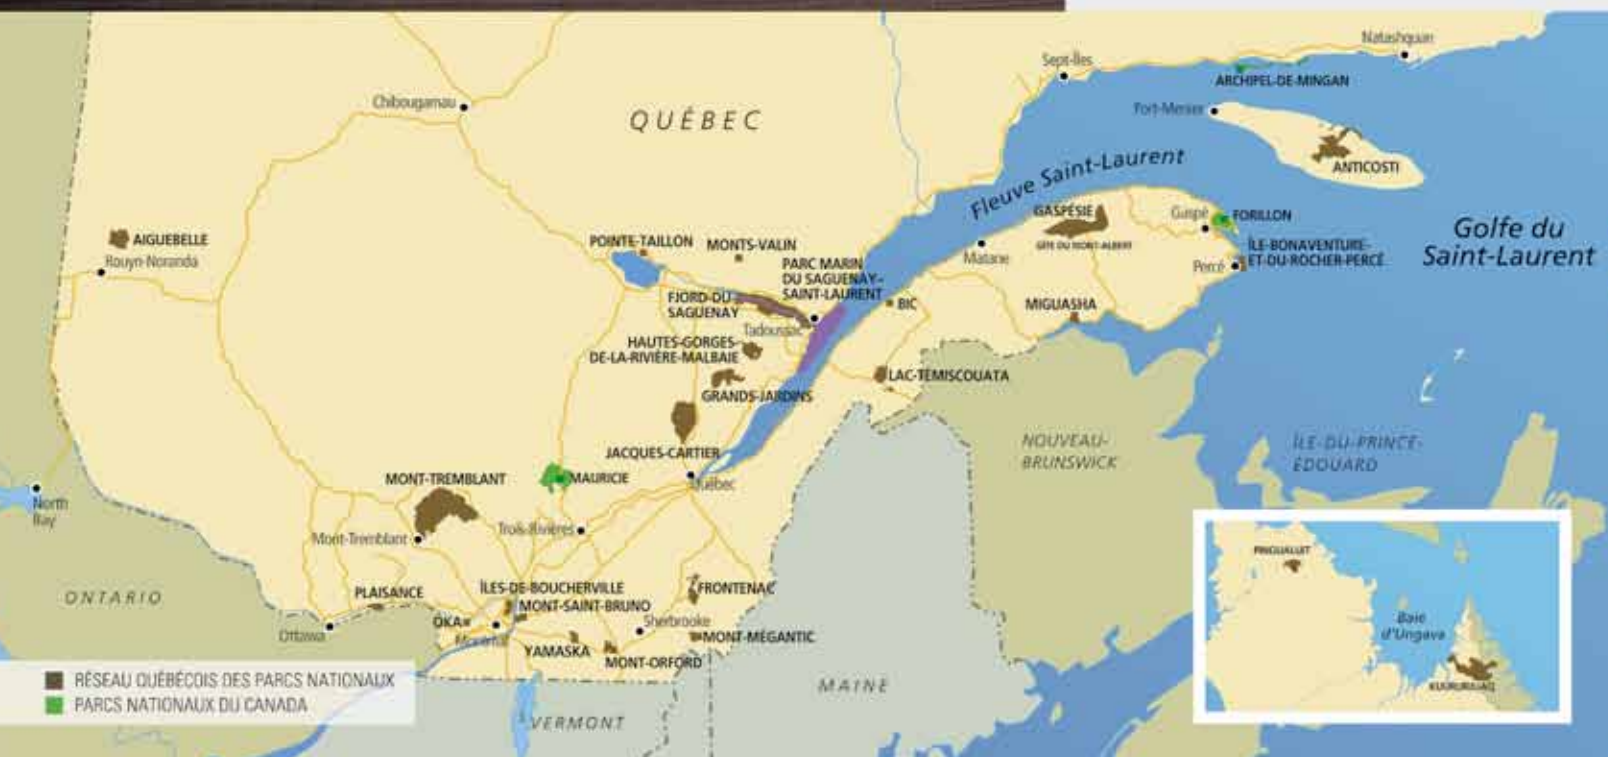 Natashquan
Sept-Îles
ARCHIPEL-DE-MINGAN
Chibougamau
QUÉBEC
Port-Menier
Fleuve Saint-Laurent
ANTICOSTI
GASPÉSIE
Gaspé
FORILLON
Golfe du
Saint-Laurent
AIGUEBELLE
Rouyn-Noranda
POINTE-TAILLON
MONTS-VALIN
GÎTE DU MONT-ALBERT
Matane
ÎLE-BONAVENTURE-
ET-DU-ROCHER-PERCÉ
Percé
PARC MARIN
DU SAGUENAY–
SAINT-LAURENT
FJORD-DU-
SAGUENAY
BIC
MIGUASHA
Tadoussac
HAUTES-GORGES-
DE-LA-RIVIÈRE-MALBAIE
GRANDS-JARDINS
LAC-TÉMISCOUATA
JACQUES-CARTIER
NOUVEAU-
BRUNSWICK
ÎLE-DU-PRINCE-
ÉDOUARD
MONT-TREMBLANT
MAURICIE
Québec
North
Bay
Mont-Tremblant
Trois-Rivières
ONTARIO
PLAISANCE
ÎLES-DE-BOUCHERVILLE
MONT-SAINT-BRUNO
FRONTENAC
OKA
Montréal
Sherbrooke
Ottawa
YAMASKA
MONT-ORFORD
MONT-MÉGANTIC
PINGUALUIT
Baie
d'Ungava
KUURURJUAQ
MAINE
VERMONT
RÉSEAU QUÉBÉCOIS DES PARCS NATIONAUX
PARCS NATIONAUX DU CANADA